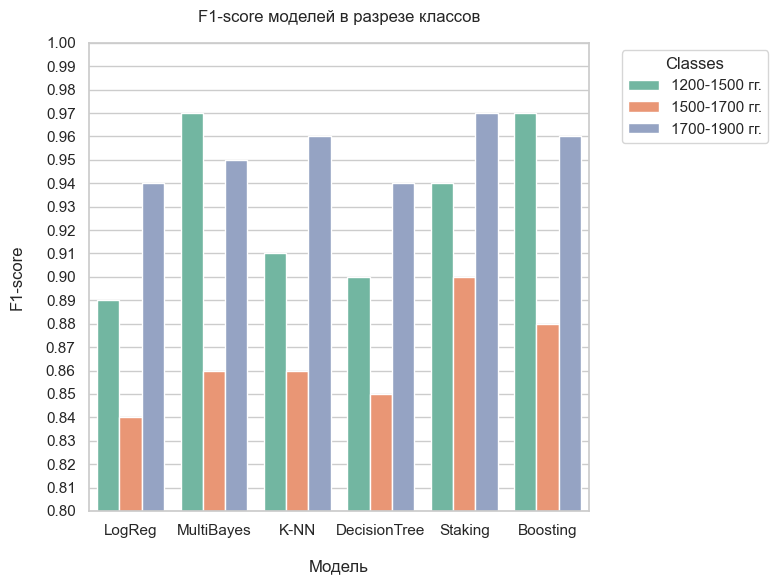 F1-score моделей в разрезе классов
1.00
0.99
0.98
0.97
0.96
0.95
0.94
0.93
0.92
0.91
0.90
0.89
0.88
0.87
0.86
0.85
0.84
0.83
0.82
0.81
0.80
F1-score
LogReg MultiBayes K-NN DecisionTree Staking Boosting
Модель
Classes
1200-1500 гг.
1500-1700 гг.
1700-1900 гг.